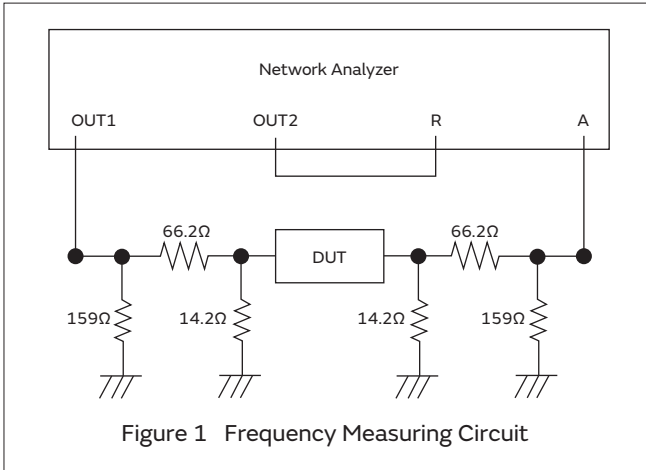 Network Analyzer
OUT1 OUT2 R A
66.2Ω 66.2Ω
DUT
159Ω 14.2Ω 14.2Ω 159Ω
Figure 1 Frequency Measuring Circuit